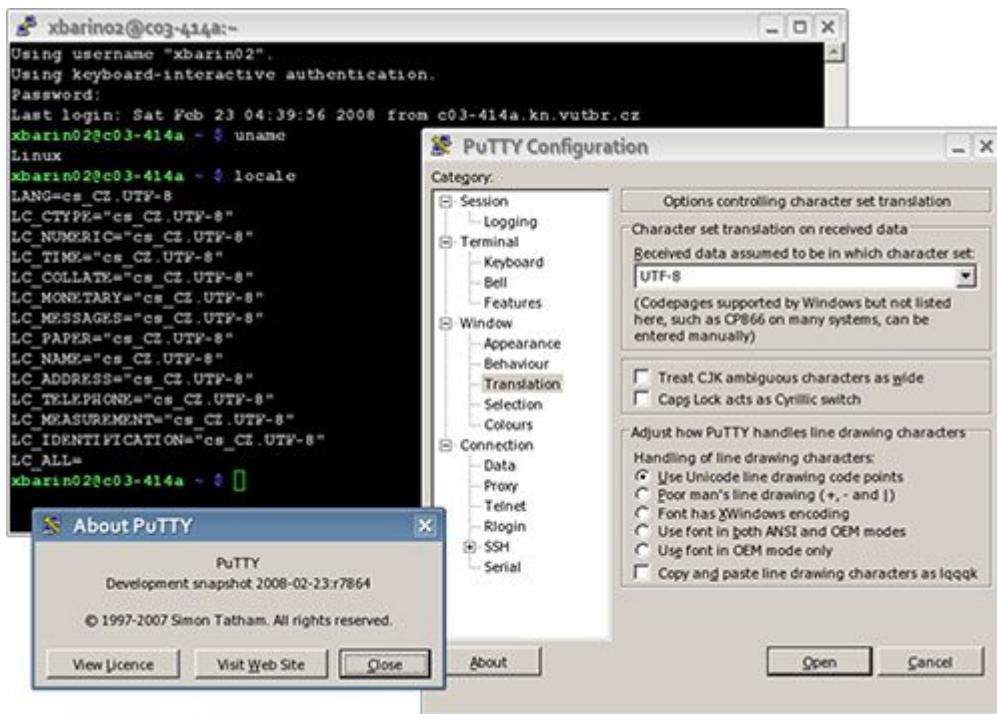 xbarin02@c03-414a:~
Using username "xbarin02".
Using keyboard-interactive authentication.
Password:
Last login: Sat Feb 23 04:39:56 2008 from c03-414a.kn.vutbr.cz
xbarin02@c03-414a ~ $ uname
Linux
xbarin02@c03-414a ~ $ locale
LANG=cs_CZ.UTF-8
LC_CTYPE="cs_CZ.UTF-8"
LC_NUMERIC="cs_CZ.UTF-8"
LC_TIME="cs_CZ.UTF-8"
LC_COLLATE="cs_CZ.UTF-8"
LC_MONETARY="cs_CZ.UTF-8"
LC_MESSAGES="cs_CZ.UTF-8"
LC_PAPER="cs_CZ.UTF-8"
LC_NAME="cs_CZ.UTF-8"
LC_ADDRESS="cs_CZ.UTF-8"
LC_TELEPHONE="cs_CZ.UTF-8"
LC_MEASUREMENT="cs_CZ.UTF-8"
LC_IDENTIFICATION="cs_CZ.UTF-8"
LC_ALL=
xbarin02@c03-414a ~ $
PuTTY Configuration
Category:
Session
Logging
Terminal
Keyboard
Bell
Features
Window
Appearance
Behaviour
Translation
Selection
Colours
Connection
Data
Proxy
Telnet
Rlogin
SSH
Serial
Options controlling character set translation
Character set translation on received data
Received data assumed to be in which character set:
UTF-8
(Codepages supported by Windows but not listed
here, such as CP866 on many systems, can be
entered manually)
Treat CJK ambiguous characters as wide
Caps Lock acts as Cyrillic switch
Adjust how PuTTY handles line drawing characters
Handling of line drawing characters:
Use Unicode line drawing code points
Poor man's line drawing (+, - and |)
Font has XWindows encoding
Use font in both ANSI and OEM modes
Use font in OEM mode only
Copy and paste line drawing characters as lqqqk
About
Open
Cancel
About PuTTY
PuTTY
Development snapshot 2008-02-23:r7864
© 1997-2007 Simon Tatham. All rights reserved.
View Licence
Visit Web Site
Close